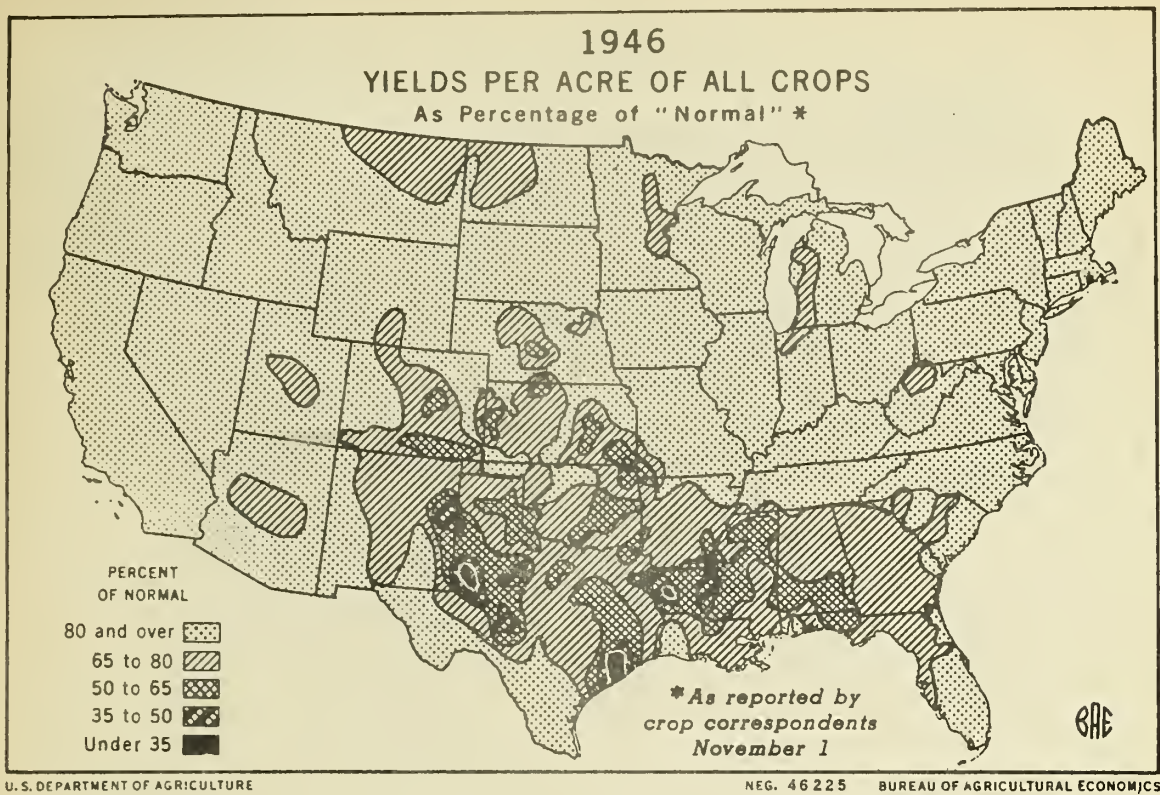 1946
YIELDS PER ACRE OF ALL CROPS
As Percentage of "Normal" *
PERCENT
OF NORMAL
80 and over
65 to 80
50 to 65
35 to 50
Under 35
*As reported by
crop correspondents
November 1
BAE
U.S. DEPARTMENT OF AGRICULTURE
NEG. 46225 BUREAU OF AGRICULTURAL ECONOMICS